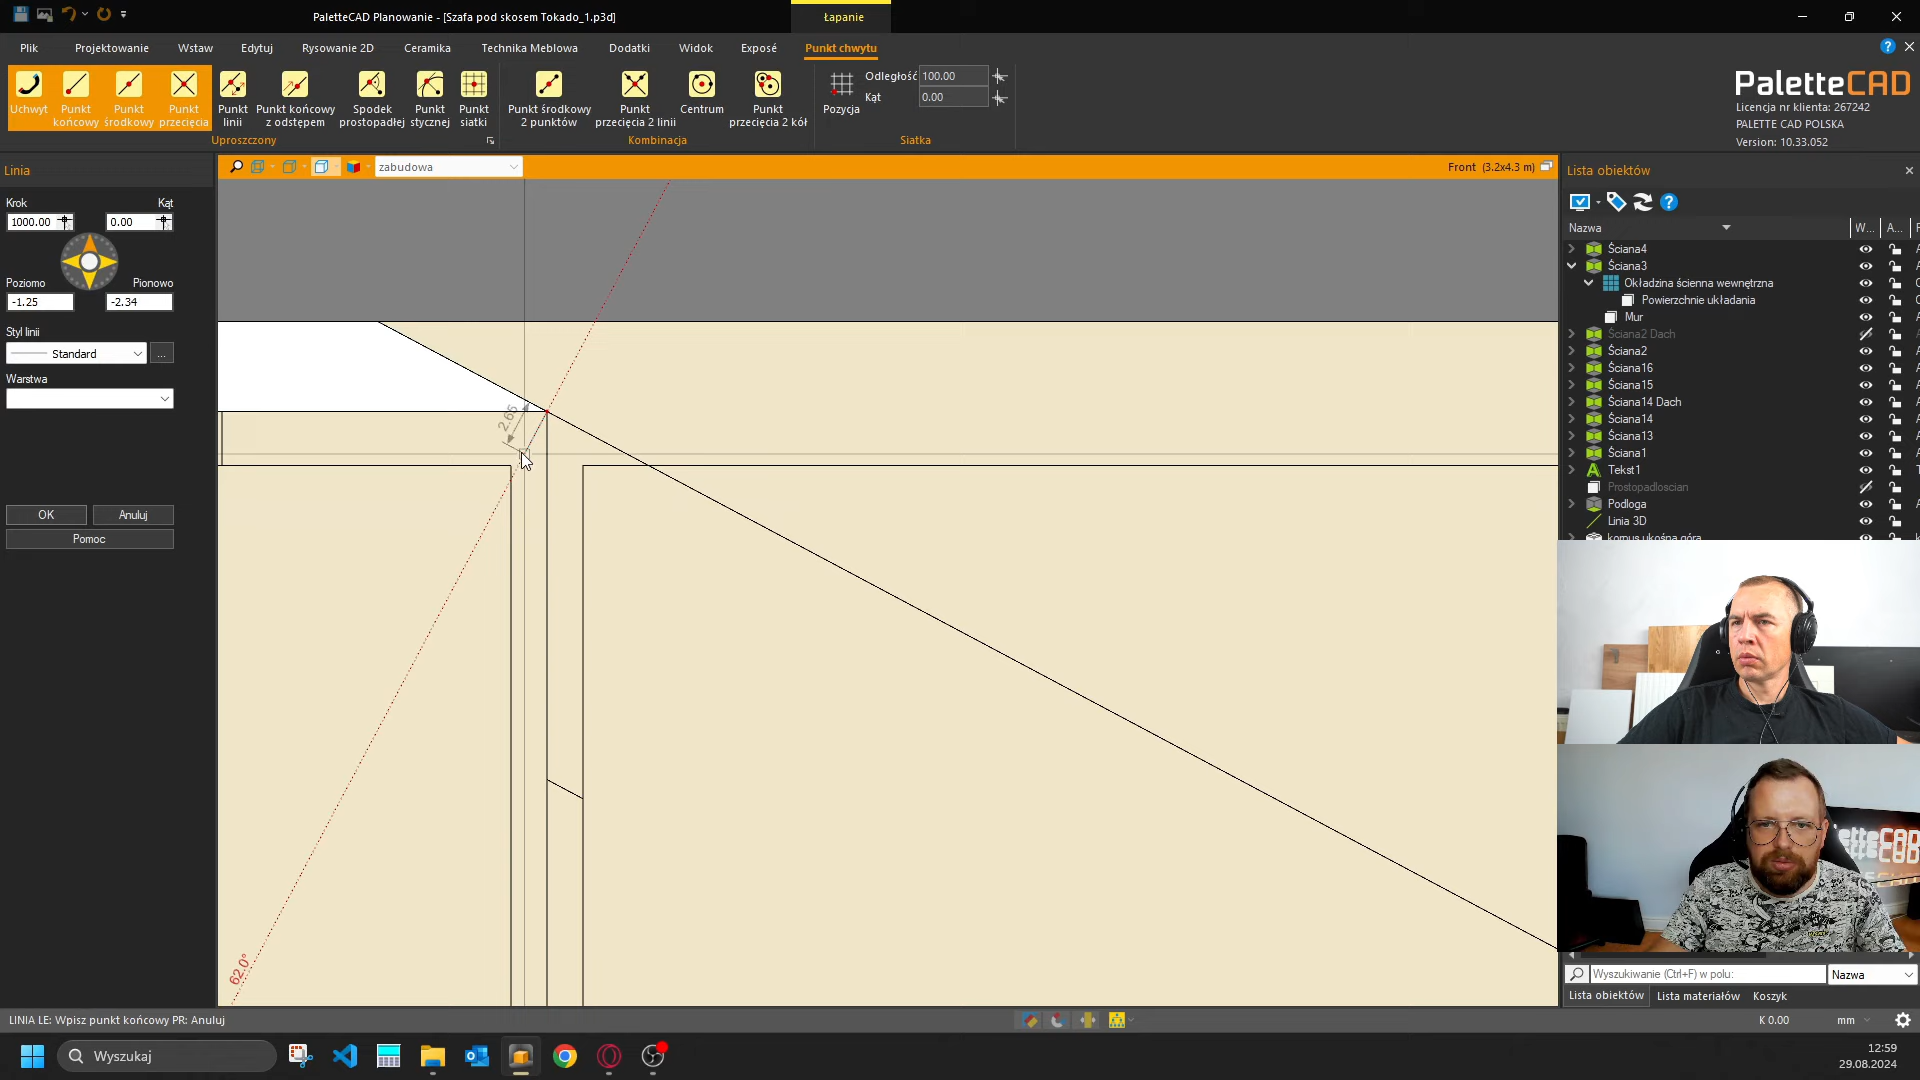 PaletteCAD Planowanie - [Szafa pod skosem Tokado_1.p3d]
Łapanie
Plik
Projektowanie
Wstaw
Edytuj
Rysowanie 2D
Ceramika
Technika Meblowa
Dodatki
Widok
Exposé
Punkt chwytu
Uchwyt
Punkt końcowy
Punkt środkowy
Punkt przecięcia
Punkt linii
Punkt końcowy z odstępem
Spodek prostopadłej
Punkt stycznej
Punkt siatki
Punkt środkowy 2 punktów
Punkt przecięcia 2 linii
Centrum
Punkt przecięcia 2 kół
Pozycja
Odległość 100.00
Kąt 0.00
Uproszczony
Kombinacja
Siatka
PaletteCAD
Licencja nr klienta: 267242
PALETTE CAD POLSKA
Version: 10.33.052
Linia
Krok
Kąt
1000.00
0.00
Poziomo
Pionowo
-1.25
-2.34
Styl linii
Standard
...
Warstwa
OK
Anuluj
Pomoc
zabudowa
Front (3.2x4.3 m)
2.65
62.0°
Lista obiektów
Nazwa
W...
A...
Ściana4
Ściana3
Okładzina ścienna wewnętrzna
Powierzchnie układania
Mur
Ściana2 Dach
Ściana2
Ściana16
Ściana15
Ściana14 Dach
Ściana14
Ściana13
Ściana1
Tekst1
Prostopadloscian
Podloga
Linia 3D
korpus ukośna góra
Wyszukiwanie (Ctrl+F) w polu:
Nazwa
Lista obiektów
Lista materiałów
Koszyk
LINIA LE: Wpisz punkt końcowy PR: Anuluj
K 0.00
mm
Wyszukaj
12:59
29.08.2024